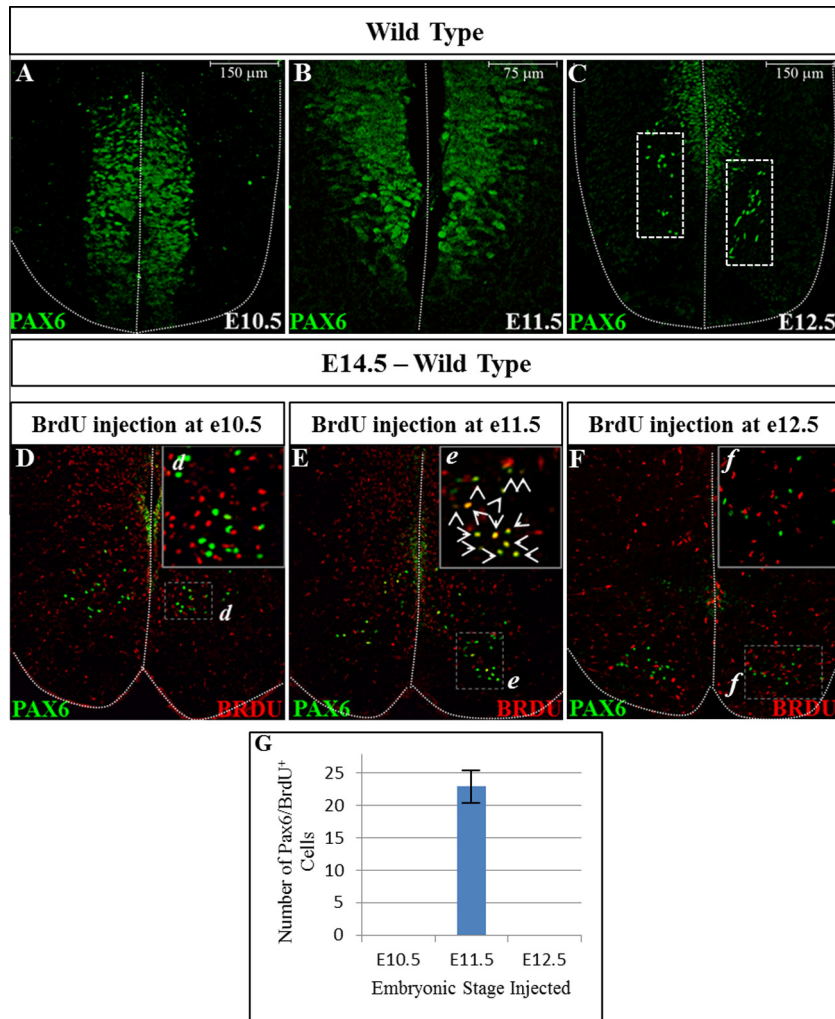 Wild Type
A
150 µm
PAX6
E10.5
B
75 µm
PAX6
E11.5
C
150 µm
PAX6
E12.5
E14.5 – Wild Type
BrdU injection at e10.5
BrdU injection at e11.5
BrdU injection at e12.5
D
d
d
PAX6
BRDU
E
e
e
PAX6
BRDU
F
f
f
PAX6
BRDU
G
Number of Pax6/BrdU⁺
Cells
25
20
15
10
5
0
E10.5
E11.5
E12.5
Embryonic Stage Injected